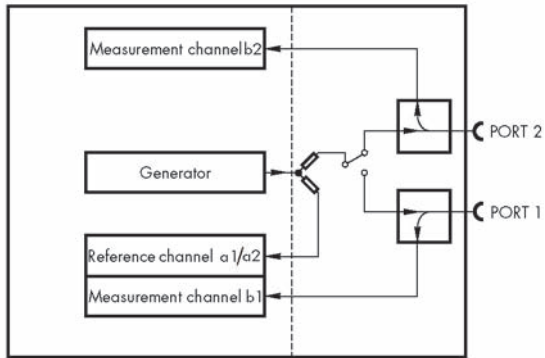 Measurement channel b2
PORT 2
Generator
PORT 1
Reference channel a1/a2
Measurement channel b1